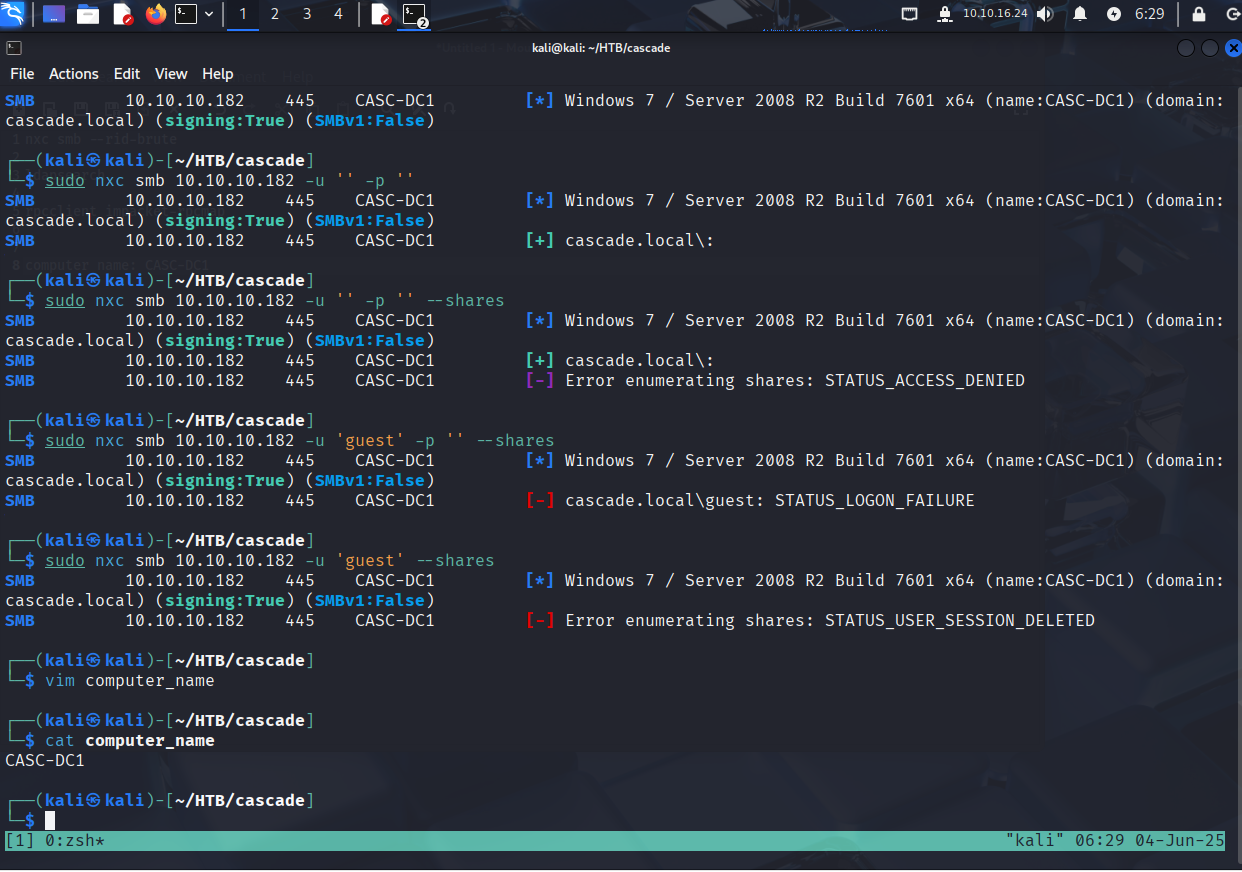 1 2 3 4 2 10.10.16.24 6:29
kali@kali: ~/HTB/cascade
File Actions Edit View Help
SMB 10.10.10.182 445 CASC-DC1 [*] Windows 7 / Server 2008 R2 Build 7601 x64 (name:CASC-DC1) (domain:
cascade.local) (signing:True) (SMBv1:False)
nxc smb --rid-brute
┌──(kali㉿kali)-[~/HTB/cascade]
└─$ sudo nxc smb 10.10.10.182 -u '' -p ''
SMB 10.10.10.182 445 CASC-DC1 [*] Windows 7 / Server 2008 R2 Build 7601 x64 (name:CASC-DC1) (domain:
cascade.local) (signing:True) (SMBv1:False)
SMB 10.10.10.182 445 CASC-DC1 [+] cascade.local\:
8 computer name: CASC-DC1
┌──(kali㉿kali)-[~/HTB/cascade]
└─$ sudo nxc smb 10.10.10.182 -u '' -p '' --shares
SMB 10.10.10.182 445 CASC-DC1 [*] Windows 7 / Server 2008 R2 Build 7601 x64 (name:CASC-DC1) (domain:
cascade.local) (signing:True) (SMBv1:False)
SMB 10.10.10.182 445 CASC-DC1 [+] cascade.local\:
SMB 10.10.10.182 445 CASC-DC1 [-] Error enumerating shares: STATUS_ACCESS_DENIED
┌──(kali㉿kali)-[~/HTB/cascade]
└─$ sudo nxc smb 10.10.10.182 -u 'guest' -p '' --shares
SMB 10.10.10.182 445 CASC-DC1 [*] Windows 7 / Server 2008 R2 Build 7601 x64 (name:CASC-DC1) (domain:
cascade.local) (signing:True) (SMBv1:False)
SMB 10.10.10.182 445 CASC-DC1 [-] cascade.local\guest: STATUS_LOGON_FAILURE
┌──(kali㉿kali)-[~/HTB/cascade]
└─$ sudo nxc smb 10.10.10.182 -u 'guest' --shares
SMB 10.10.10.182 445 CASC-DC1 [*] Windows 7 / Server 2008 R2 Build 7601 x64 (name:CASC-DC1) (domain:
cascade.local) (signing:True) (SMBv1:False)
SMB 10.10.10.182 445 CASC-DC1 [-] Error enumerating shares: STATUS_USER_SESSION_DELETED
┌──(kali㉿kali)-[~/HTB/cascade]
└─$ vim computer_name
┌──(kali㉿kali)-[~/HTB/cascade]
└─$ cat computer_name
CASC-DC1
┌──(kali㉿kali)-[~/HTB/cascade]
└─$
[1] 0:zsh* "kali" 06:29 04-Jun-25